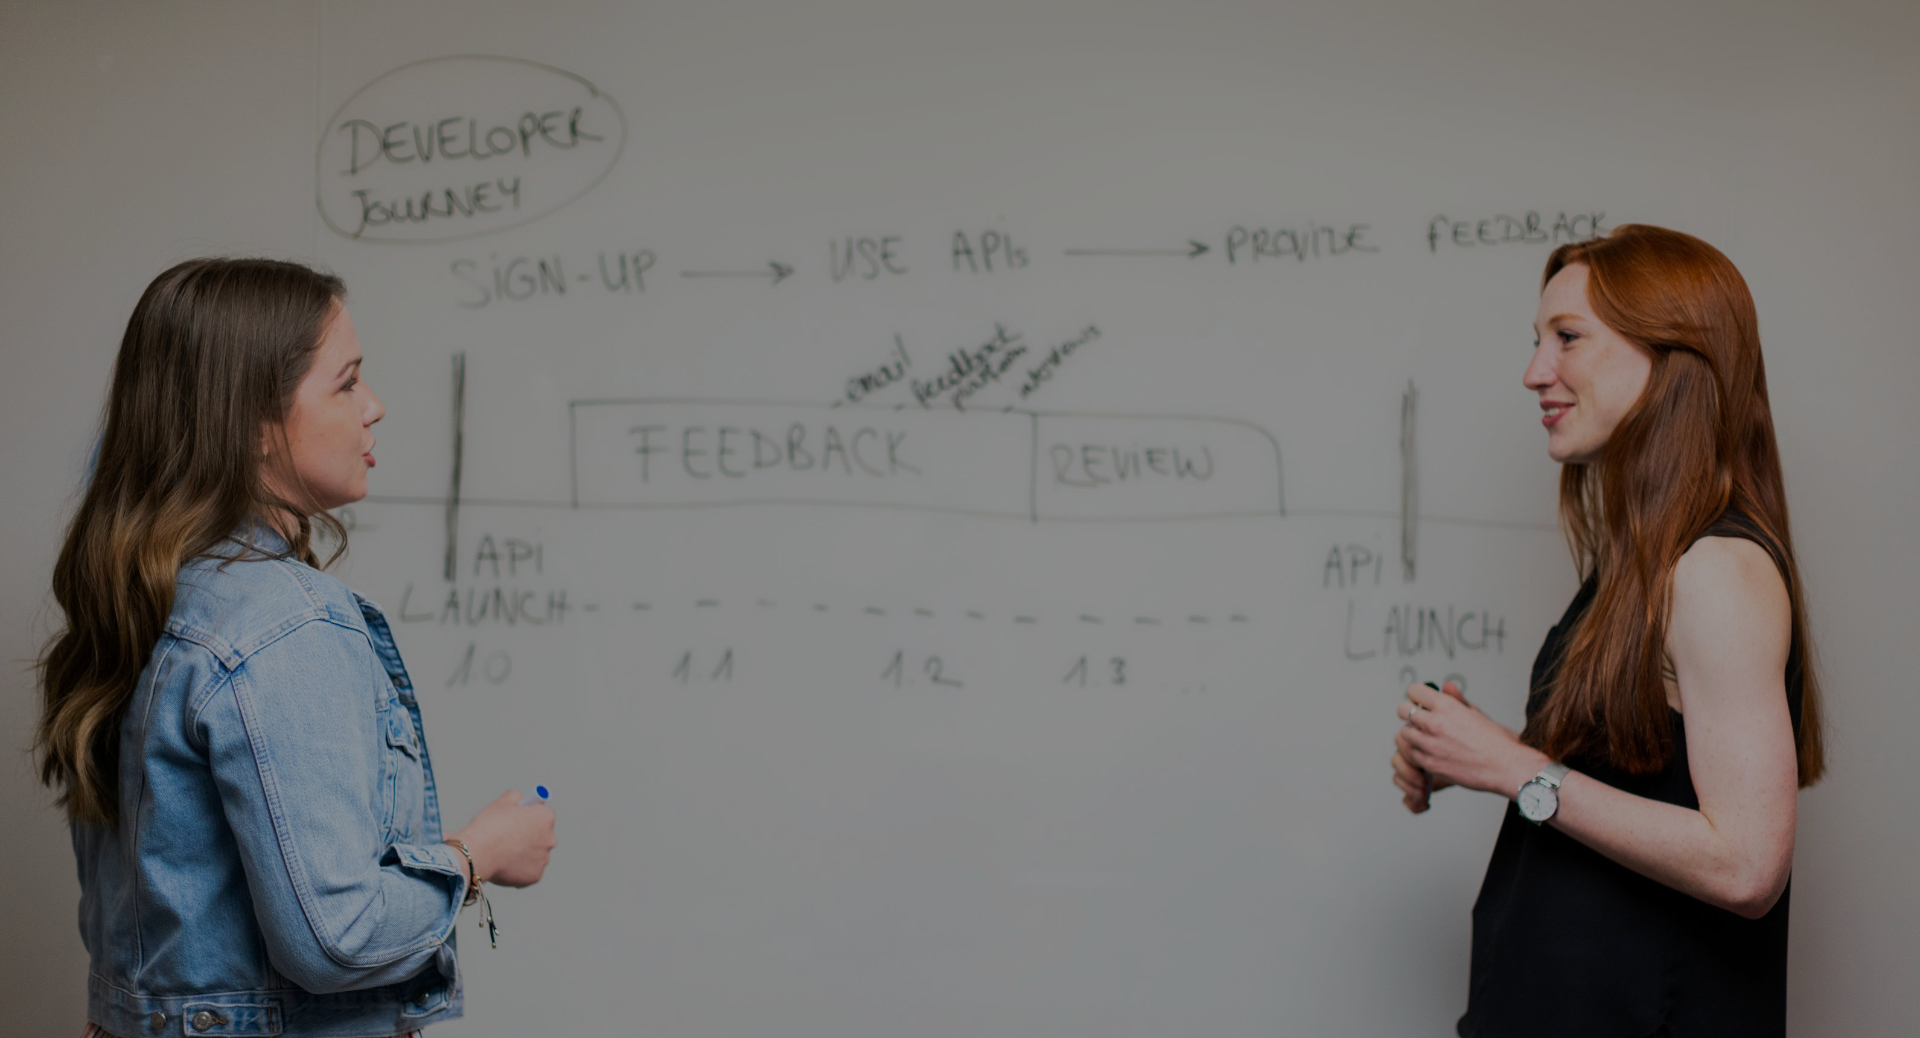 DEVELOPER
JOURNEY
SIGN-UP → USE APIs → PROVIDE FEEDBACK
email
feedback
platform
FEEDBACK
REVIEW
API
LAUNCH
1.0
1.1
1.2
1.3 ...
API
LAUNCH